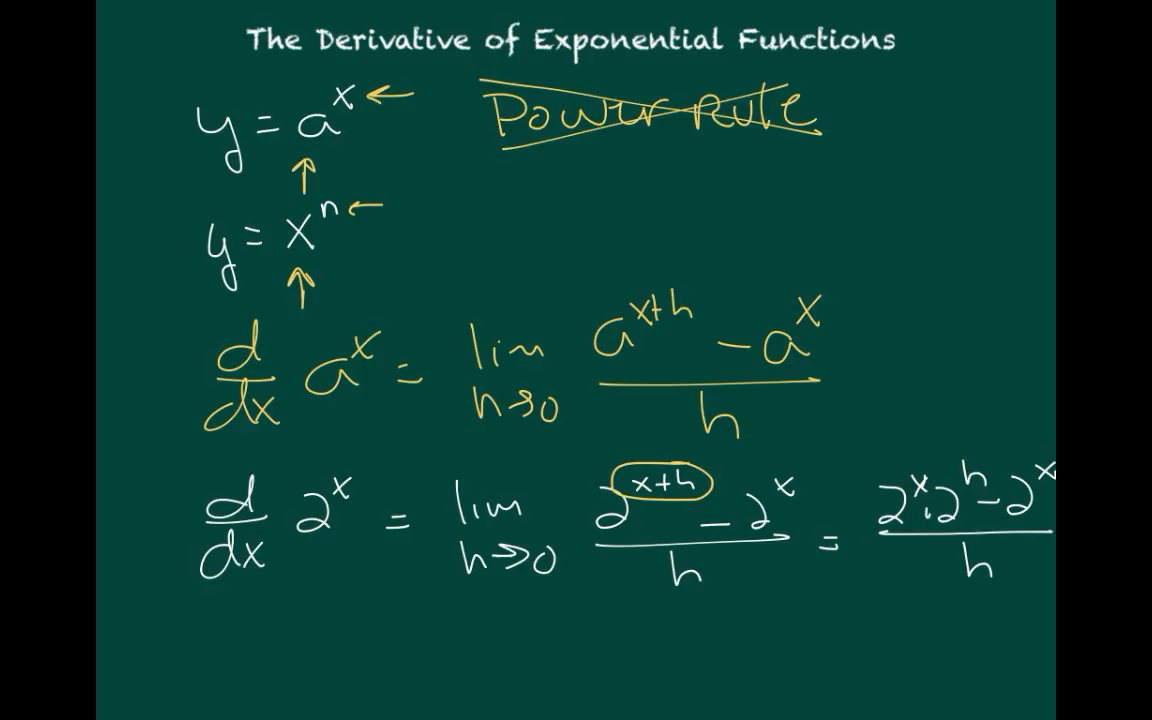 The Derivative of Exponential Functions
y = a^x ← Power Rule
↑
y = x^n ←
↑
d/dx a^x = lim h→0 (a^(x+h) - a^x)/h
d/dx 2^x = lim h→0 (2^(x+h) - 2^x)/h = (2^x · 2^h - 2^x)/h